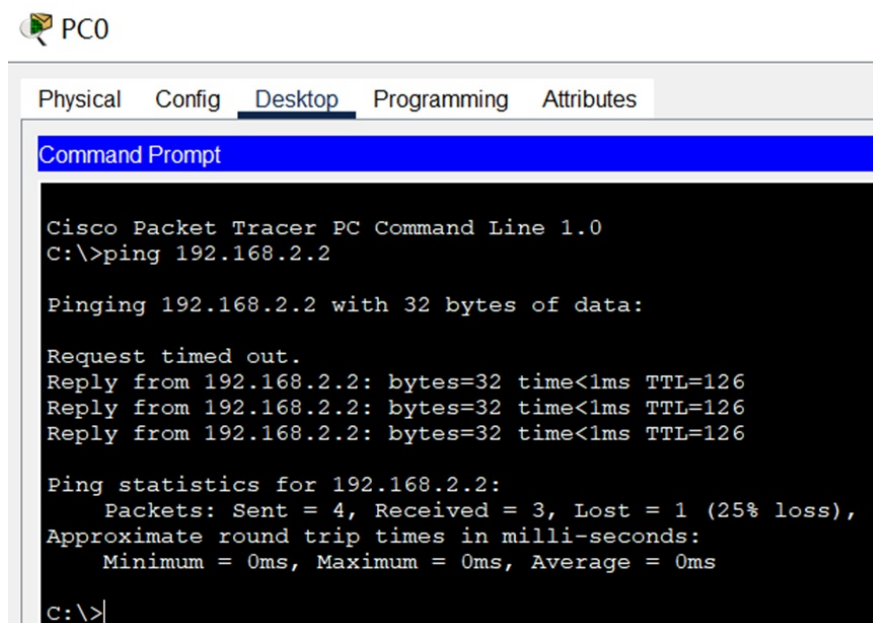 PC0
Physical Config Desktop Programming Attributes
Command Prompt
Cisco Packet Tracer PC Command Line 1.0
C:\>ping 192.168.2.2
Pinging 192.168.2.2 with 32 bytes of data:
Request timed out.
Reply from 192.168.2.2: bytes=32 time<1ms TTL=126
Reply from 192.168.2.2: bytes=32 time<1ms TTL=126
Reply from 192.168.2.2: bytes=32 time<1ms TTL=126
Ping statistics for 192.168.2.2:
Packets: Sent = 4, Received = 3, Lost = 1 (25% loss),
Approximate round trip times in milli-seconds:
Minimum = 0ms, Maximum = 0ms, Average = 0ms
C:\>